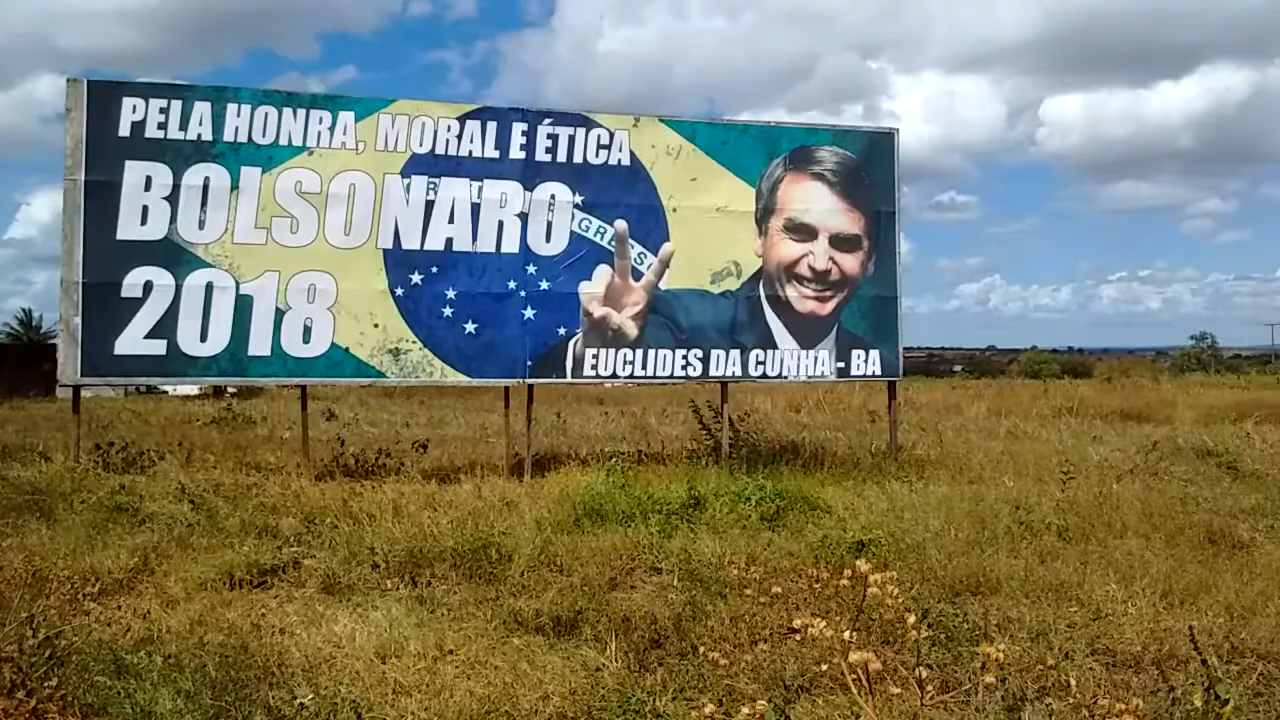 PELA HONRA, MORAL E ÉTICA
BOLSONARO
2018
EUCLIDES DA CUNHA - BA